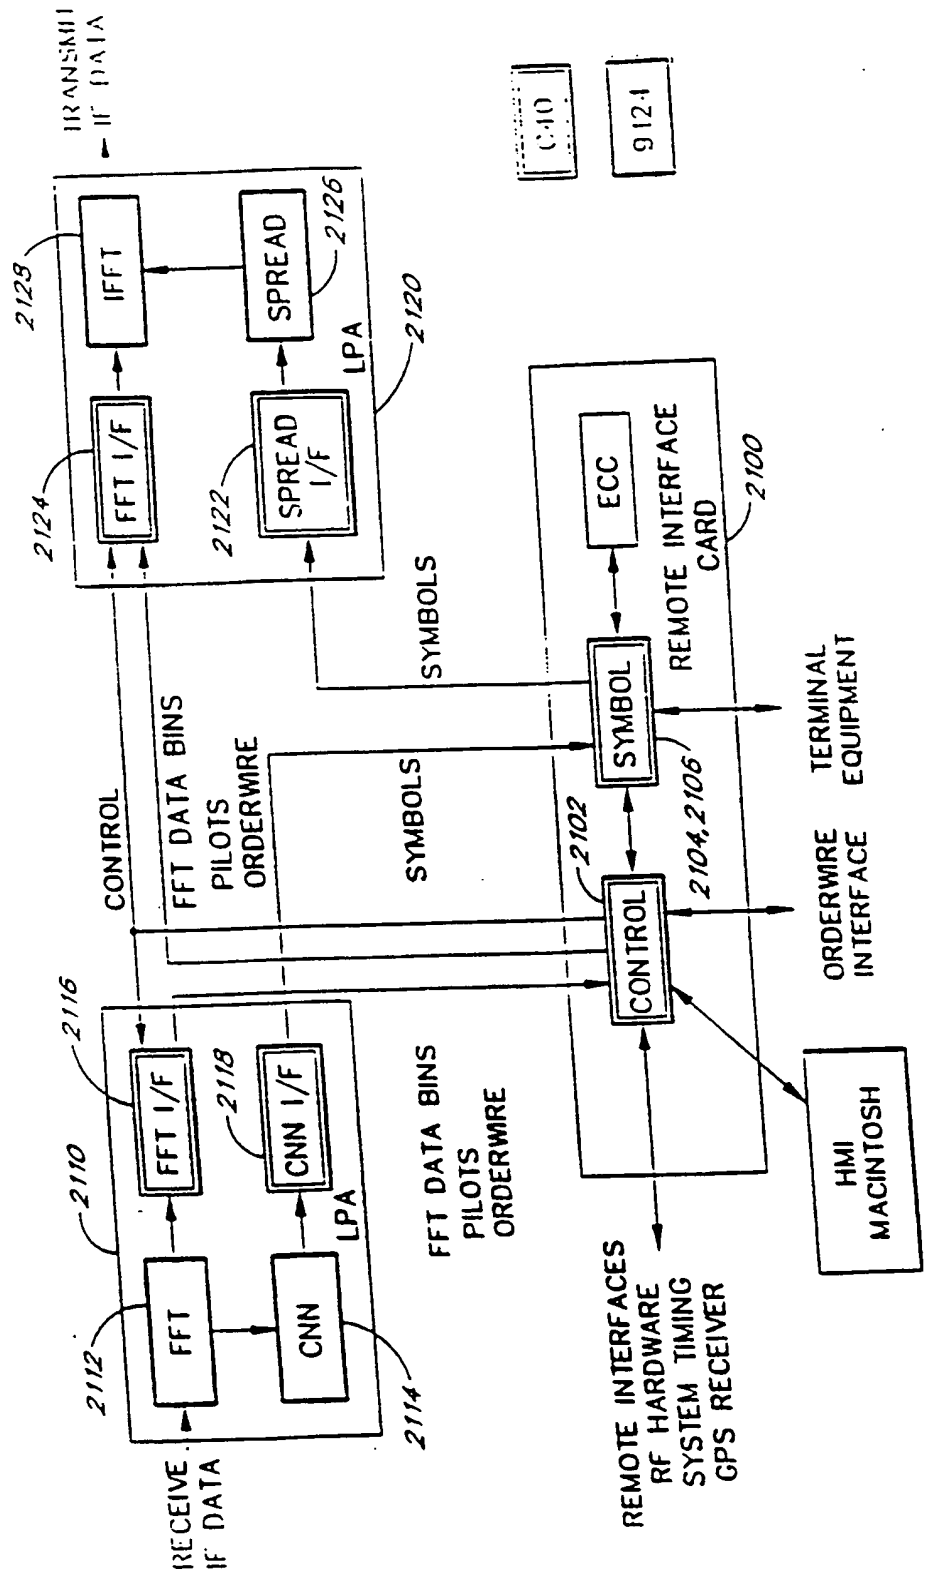 RECEIVE
IF DATA
2112
FFT
2110
2116
FFT I/F
CNN
2114
CNN I/F
2118
LPA
CONTROL
FFT DATA BINS
PILOTS
ORDERWIRE
SYMBOLS
SYMBOLS
FFT DATA BINS
PILOTS
ORDERWIRE
2124
FFT I/F
2128
IFFT
TRANSMIT
IF DATA
2122
SPREAD
I/F
SPREAD
2126
LPA
2120
C40
9124
REMOTE INTERFACES
RF HARDWARE
SYSTEM TIMING
GPS RECEIVER
2102
CONTROL
SYMBOL
2104,2106
ECC
REMOTE INTERFACE
CARD
2100
HMI
MACINTOSH
ORDERWIRE
INTERFACE
TERMINAL
EQUIPMENT